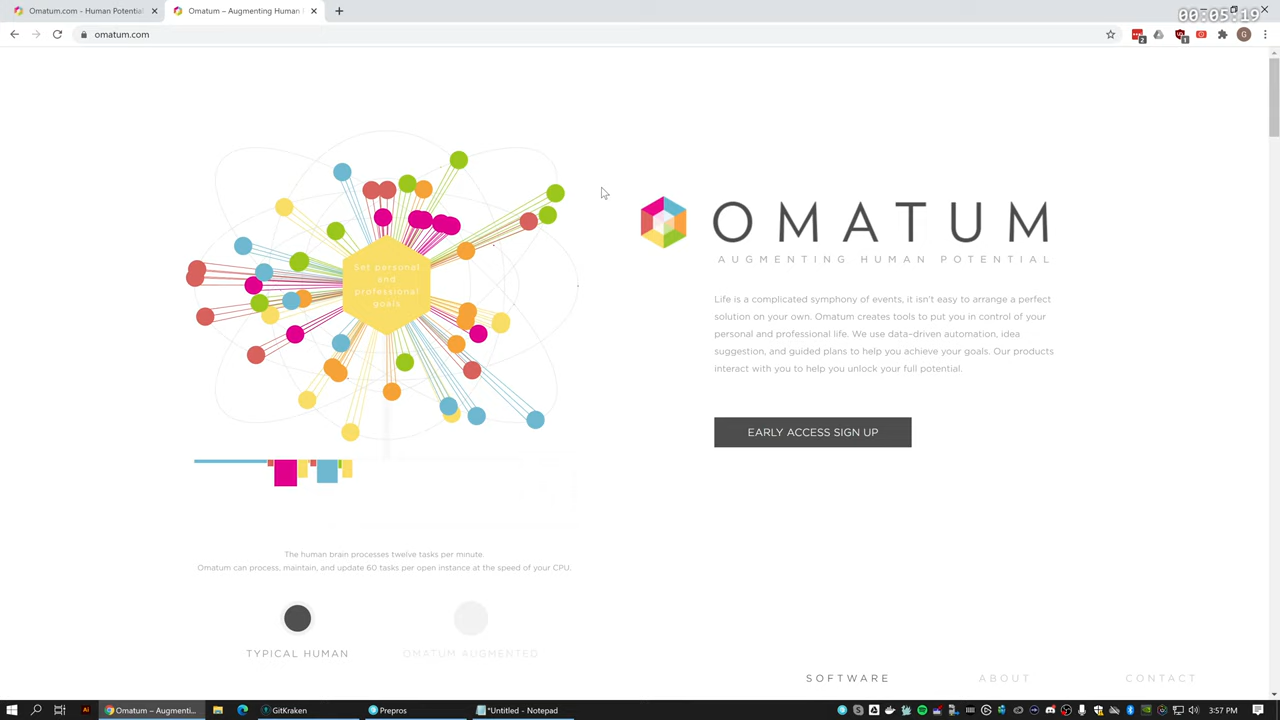 Omatum.com - Human Potential
Omatum – Augmenting Human
00:05:19
omatum.com
G
2
1
Set personal
and
professional
goals
OMATUM
AUGMENTING HUMAN POTENTIAL
Life is a complicated symphony of events, it isn't easy to arrange a perfect
solution on your own. Omatum creates tools to put you in control of your
personal and professional life. We use data-driven automation, idea
suggestion, and guided plans to help you achieve your goals. Our products
interact with you to help you unlock your full potential.
EARLY ACCESS SIGN UP
The human brain processes twelve tasks per minute.
Omatum can process, maintain, and update 60 tasks per open instance at the speed of your CPU.
TYPICAL HUMAN
OMATUM AUGMENTED
SOFTWARE
ABOUT
CONTACT
Ai
Omatum – Augmenti...
GitKraken
Prepros
*Untitled - Notepad
3:57 PM